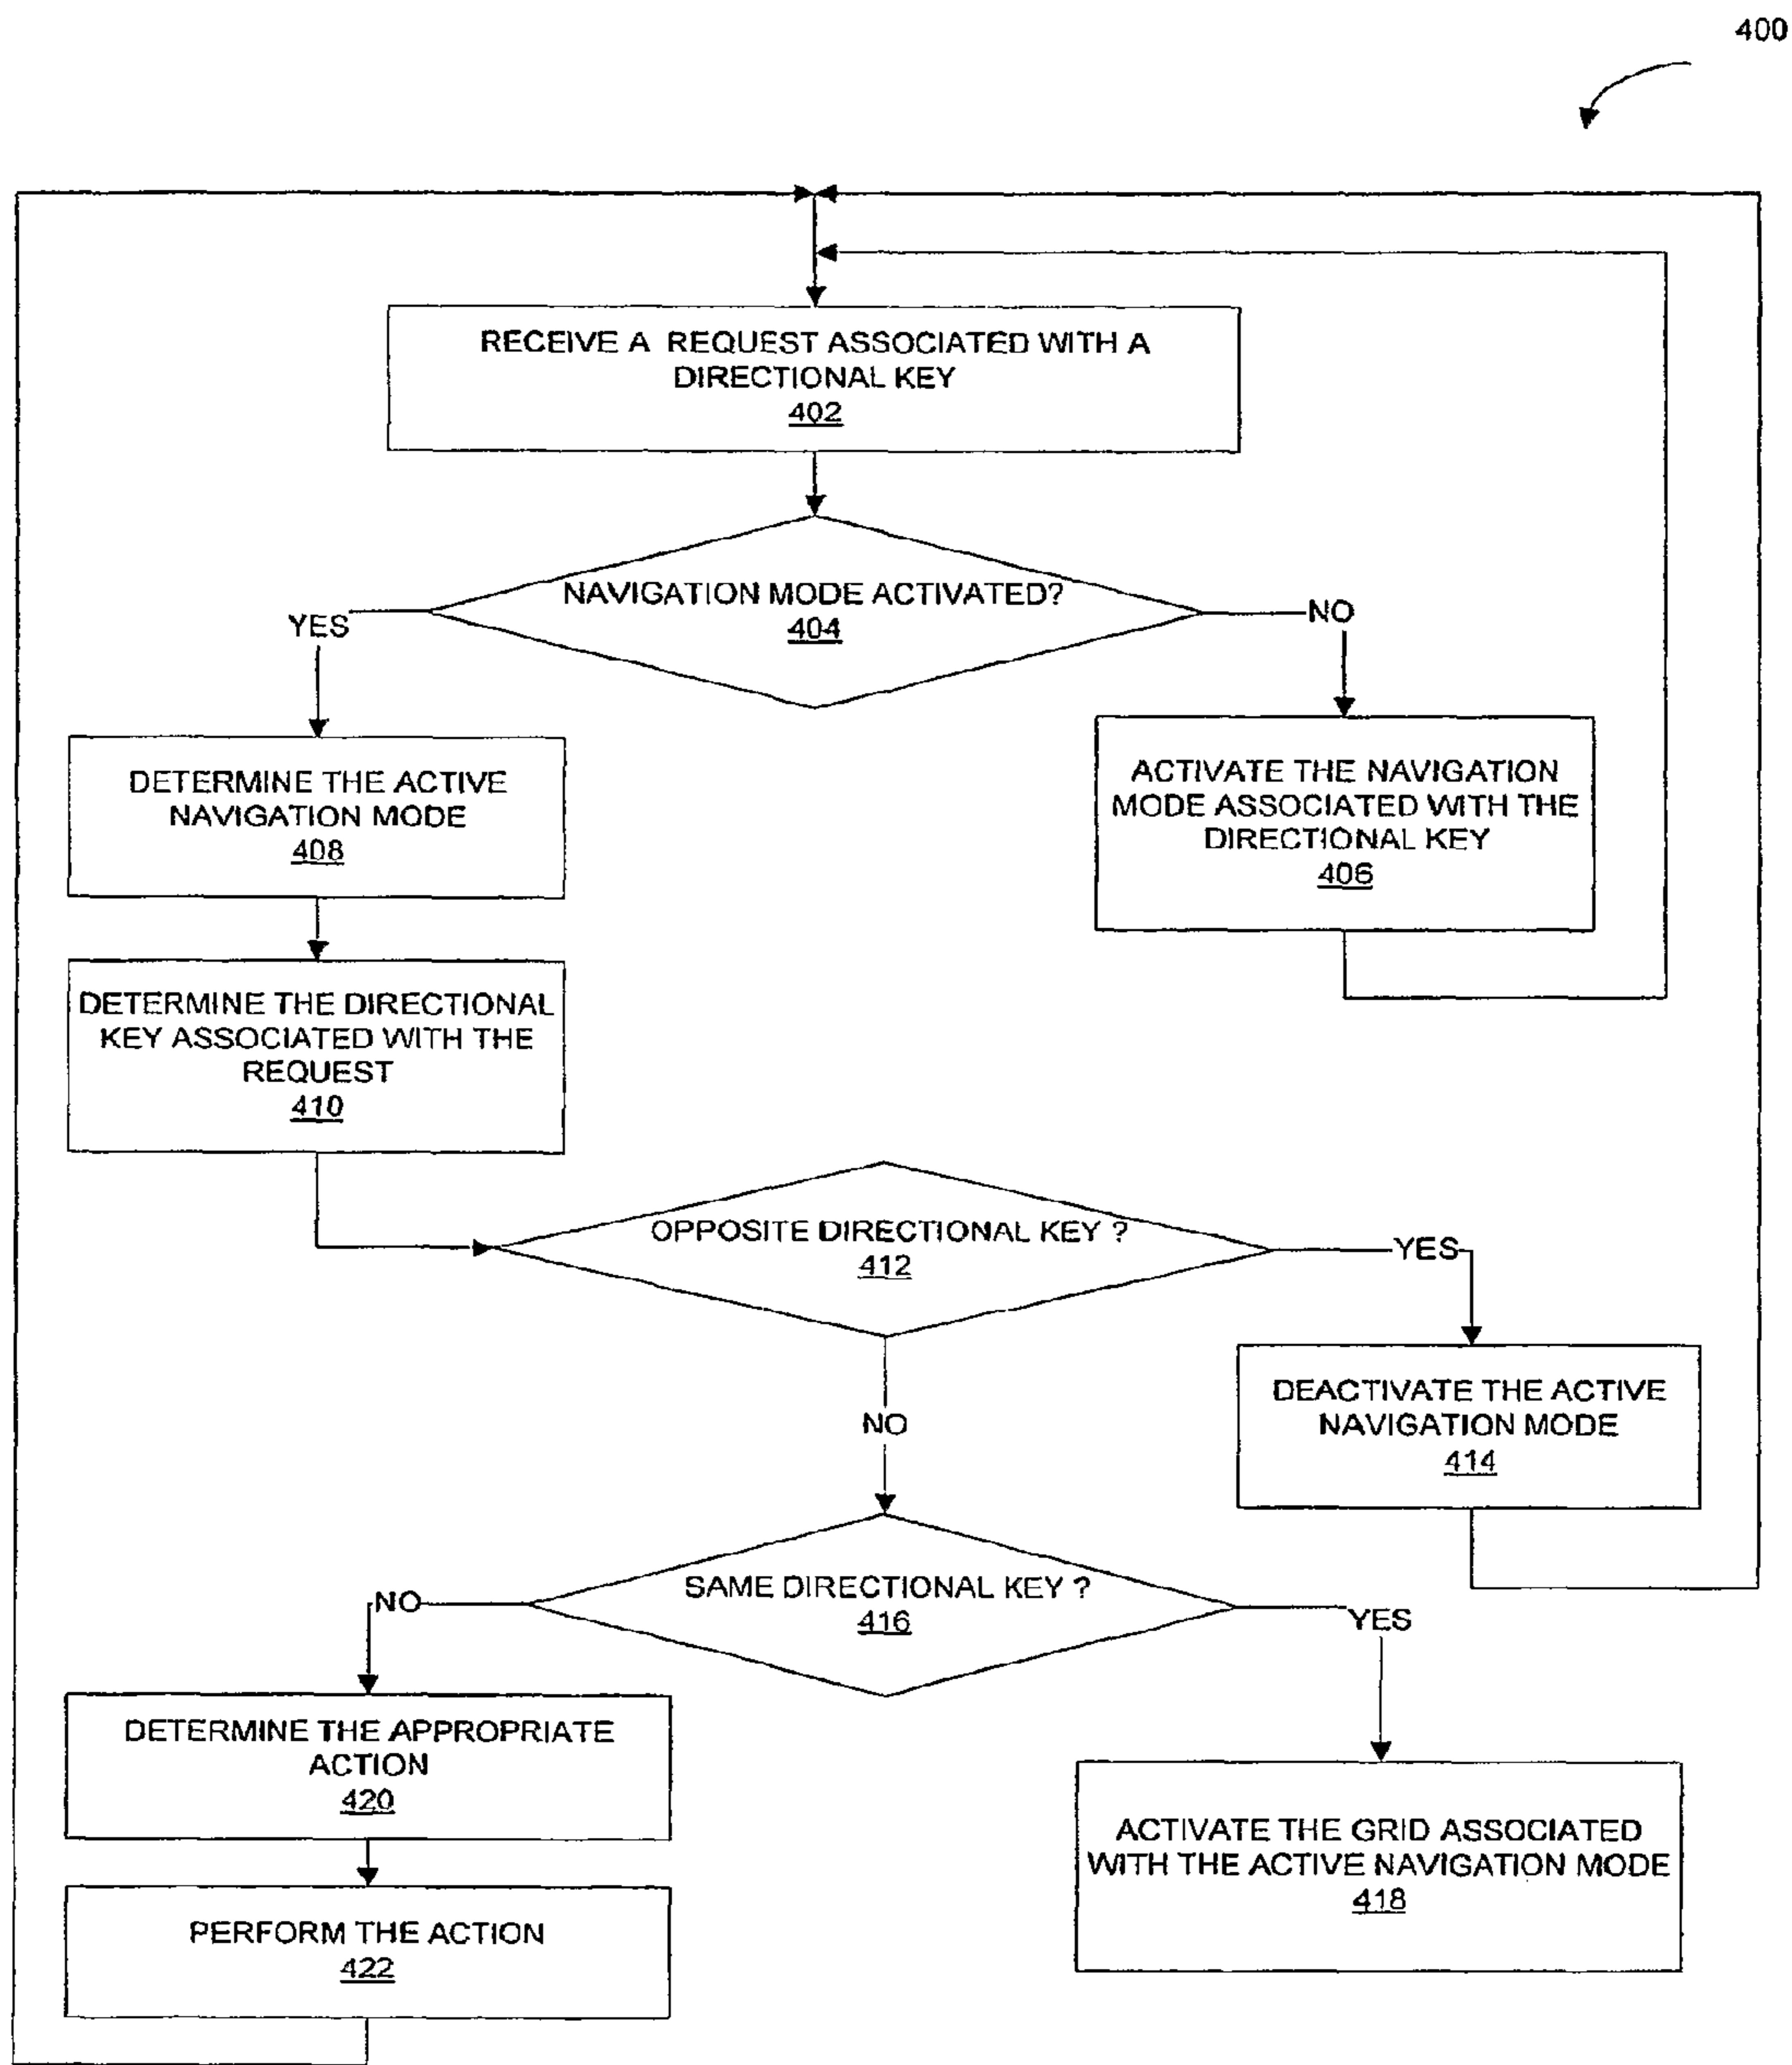 400
RECEIVE A REQUEST ASSOCIATED WITH A
DIRECTIONAL KEY
402
NAVIGATION MODE ACTIVATED?
404
YES
NO
DETERMINE THE ACTIVE
NAVIGATION MODE
408
ACTIVATE THE NAVIGATION
MODE ASSOCIATED WITH THE
DIRECTIONAL KEY
406
DETERMINE THE DIRECTIONAL
KEY ASSOCIATED WITH THE
REQUEST
410
OPPOSITE DIRECTIONAL KEY ?
412
YES
NO
DEACTIVATE THE ACTIVE
NAVIGATION MODE
414
SAME DIRECTIONAL KEY ?
416
NO
YES
DETERMINE THE APPROPRIATE
ACTION
420
ACTIVATE THE GRID ASSOCIATED
WITH THE ACTIVE NAVIGATION MODE
418
PERFORM THE ACTION
422